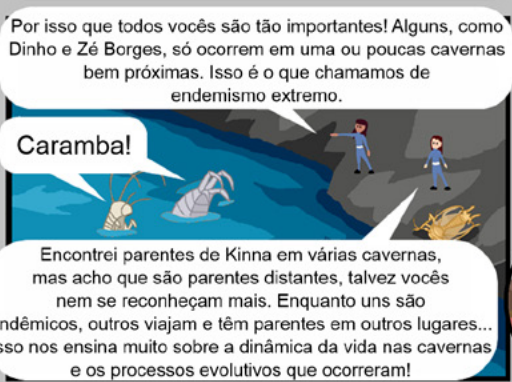 Por isso que todos vocês são tão importantes! Alguns, como
Dinho e Zé Borges, só ocorrem em uma ou poucas cavernas
bem próximas. Isso é o que chamamos de
endemismo extremo.
Caramba!
Encontrei parentes de Kinna em várias cavernas,
mas acho que são parentes distantes, talvez vocês
nem se reconheçam mais. Enquanto uns são
ndêmicos, outros viajam e têm parentes em outros lugares...
sso nos ensina muito sobre a dinâmica da vida nas cavernas
e os processos evolutivos que ocorreram!